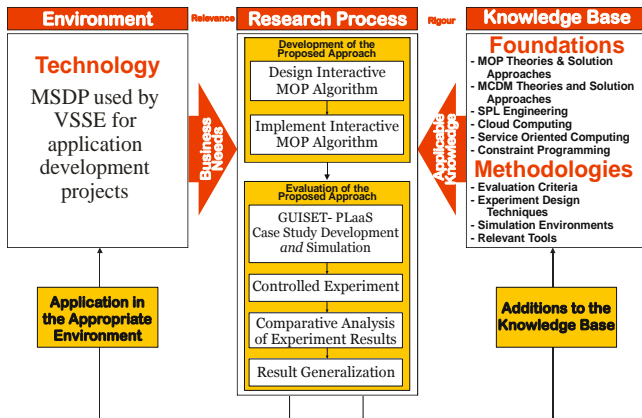 Environment
Relevance
Research Process
Rigour
Knowledge Base
Technology
MSDP used by
VSSE for
application
development
projects
Business
Needs
Development of the
Proposed Approach
Design Interactive
MOP Algorithm
Implement Interactive
MOP Algorithm
Evaluation of the
Proposed Approach
GUISET- PLaaS
Case Study Development
and Simulation
Controlled Experiment
Comparative Analysis
of Experiment Results
Result Generalization
Applicable
Knowledge
Foundations
- MOP Theories & Solution
Approaches
- MCDM Theories and Solution
Approaches
- SPL Engineering
- Cloud Computing
- Service Oriented Computing
- Constraint Programming
Methodologies
- Evaluation Criteria
- Experiment Design
Techniques
- Simulation Environments
- Relevant Tools
Application in
the Appropriate
Environment
Additions to the
Knowledge Base